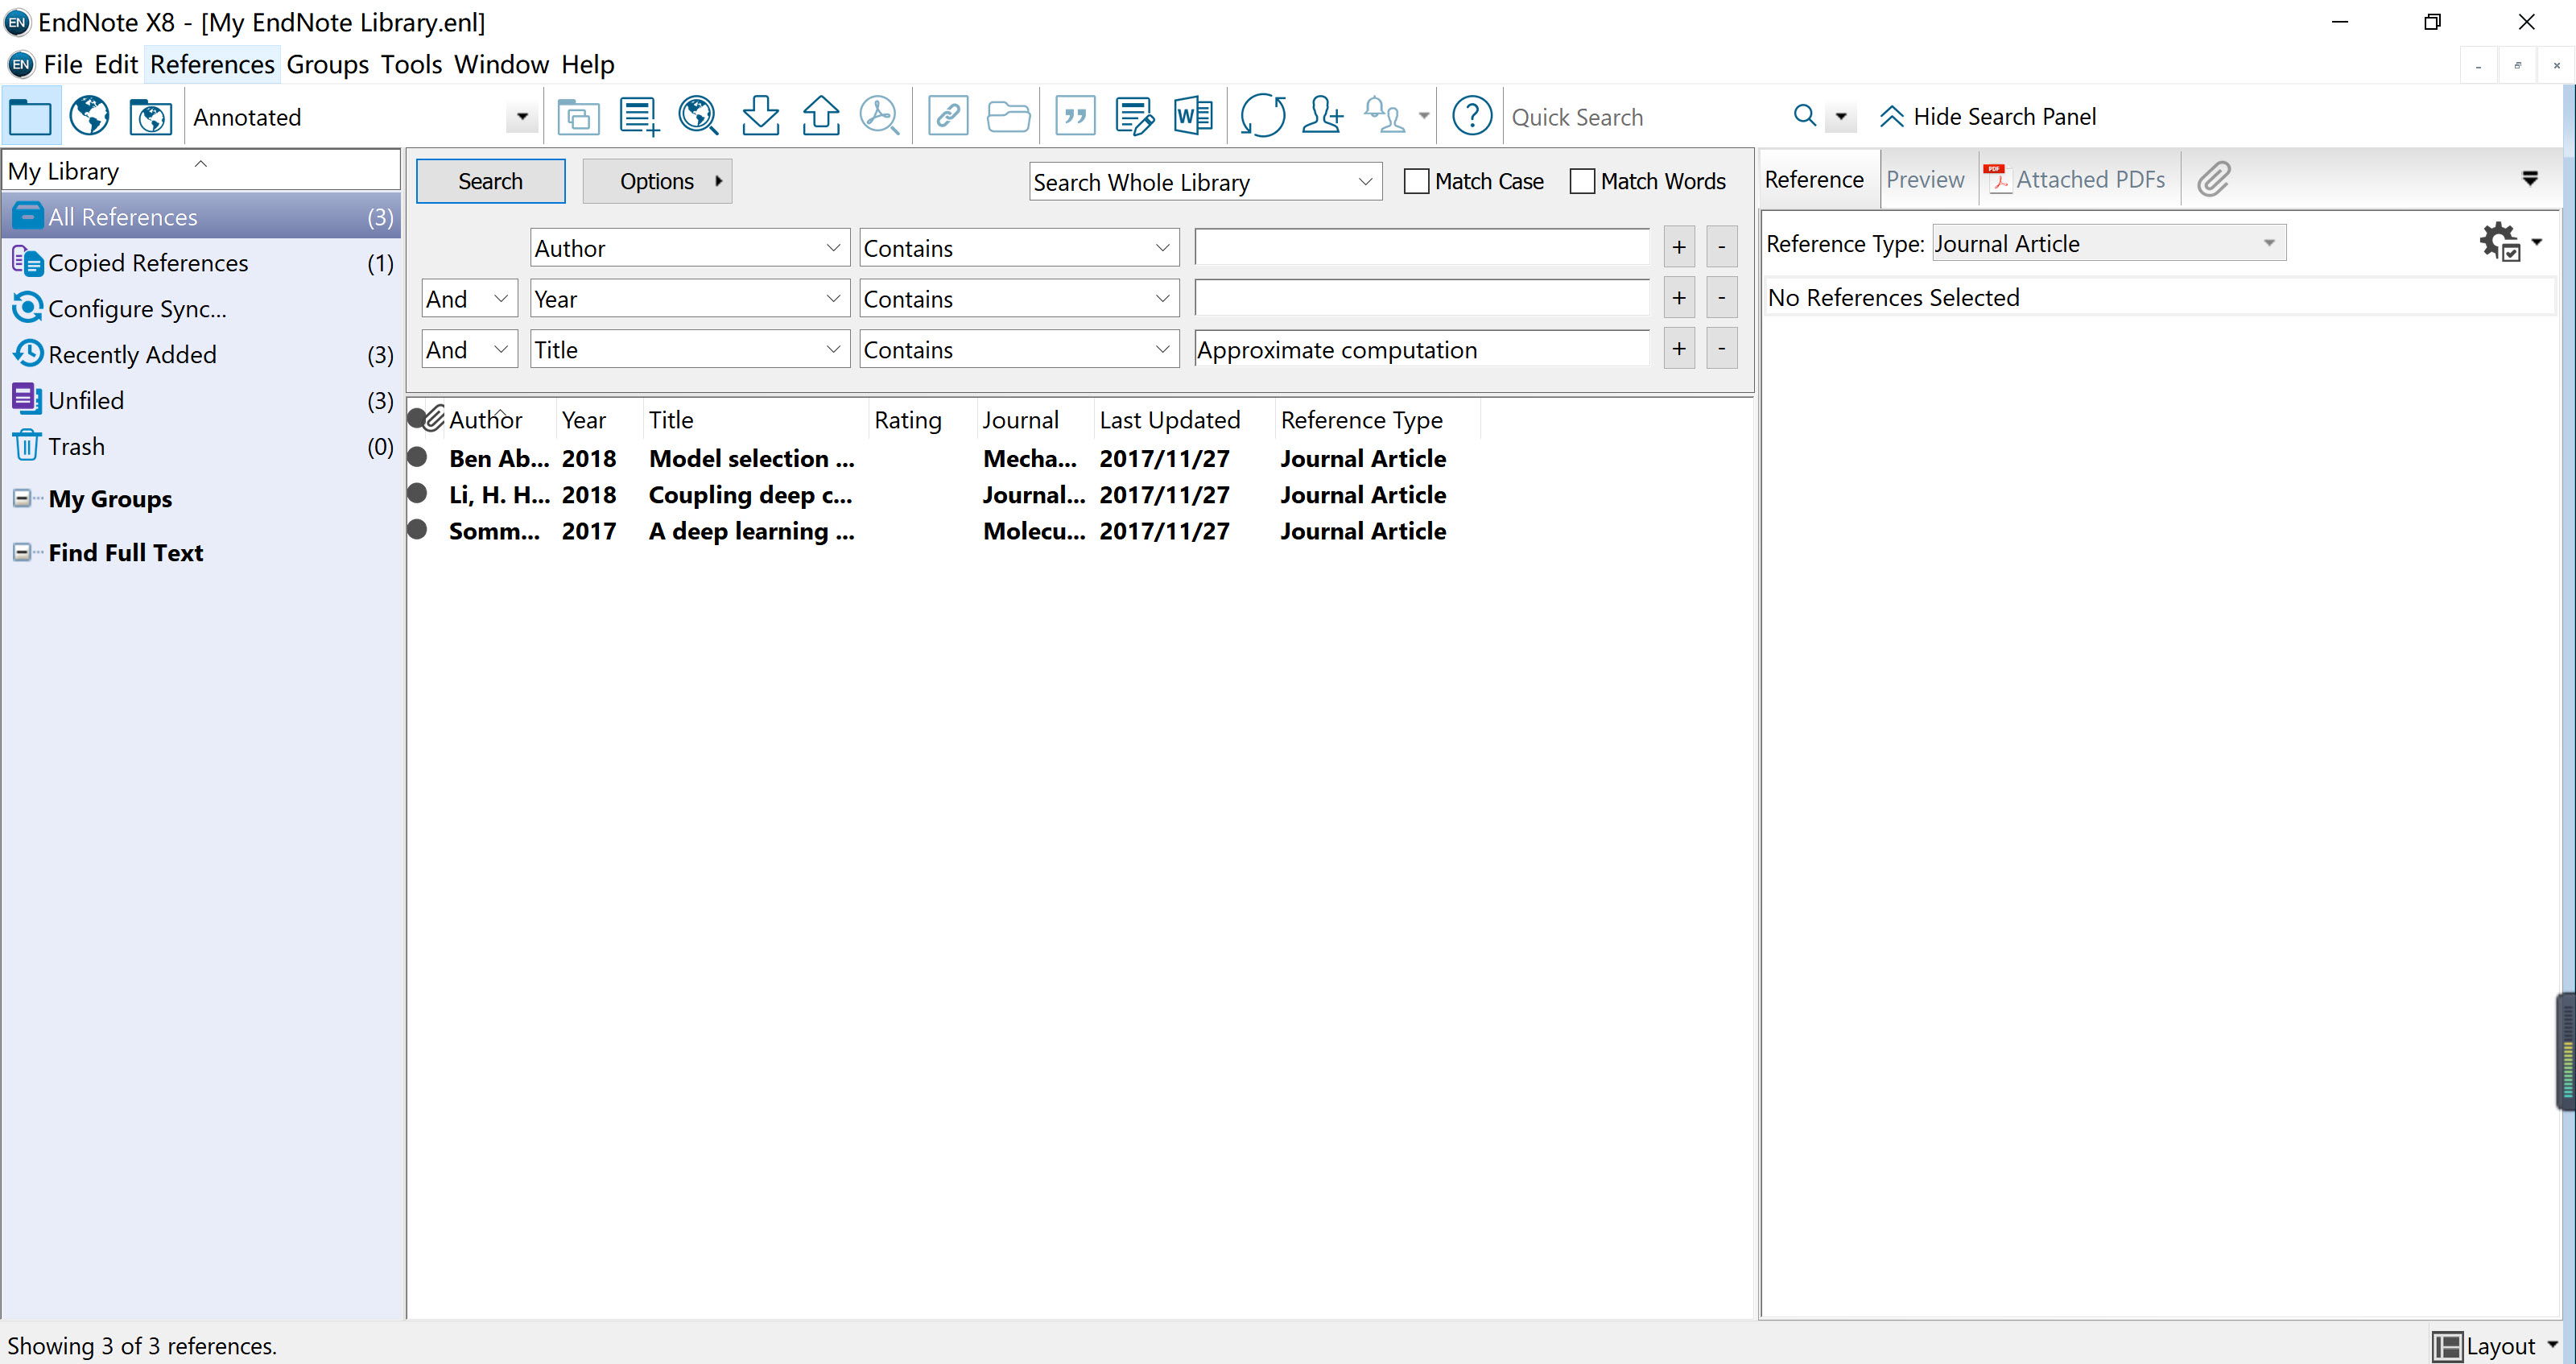 EndNote X8 - [My EndNote Library.enl]
File Edit References Groups Tools Window Help
Annotated
Quick Search
Hide Search Panel
My Library
All References (3)
Copied References (1)
Configure Sync...
Recently Added (3)
Unfiled (3)
Trash (0)
My Groups
Find Full Text
Search Options Search Whole Library Match Case Match Words
Author Contains + -
And Year Contains + -
And Title Contains Approximate computation + -
Author Year Title Rating Journal Last Updated Reference Type
Ben Ab... 2018 Model selection ... Mecha... 2017/11/27 Journal Article
Li, H. H... 2018 Coupling deep c... Journal... 2017/11/27 Journal Article
Somm... 2017 A deep learning ... Molecu... 2017/11/27 Journal Article
Reference Preview Attached PDFs
Reference Type: Journal Article
No References Selected
Showing 3 of 3 references.
Layout